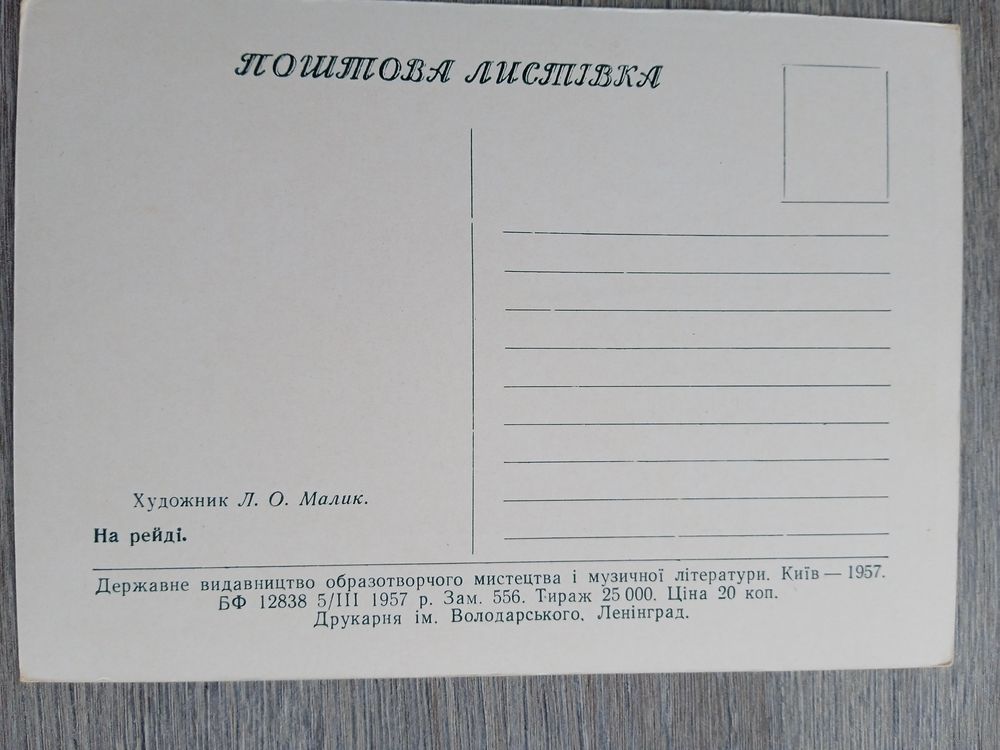 ПОШТОВА ЛИСТІВКА
Художник Л. О. Малик.
На рейді.
Державне видавництво образотворчого мистецтва і музичної літератури. Київ — 1957.
БФ 12838 5/III 1957 р. Зам. 556. Тираж 25 000. Ціна 20 коп.
Друкарня ім. Володарського. Ленінград.